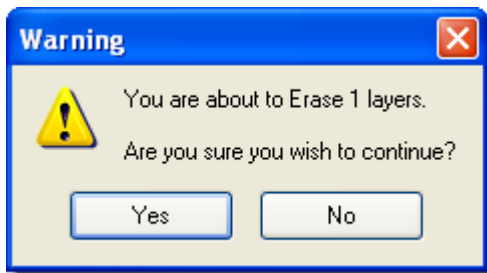 Warning
You are about to Erase 1 layers.
Are you sure you wish to continue?
Yes
No